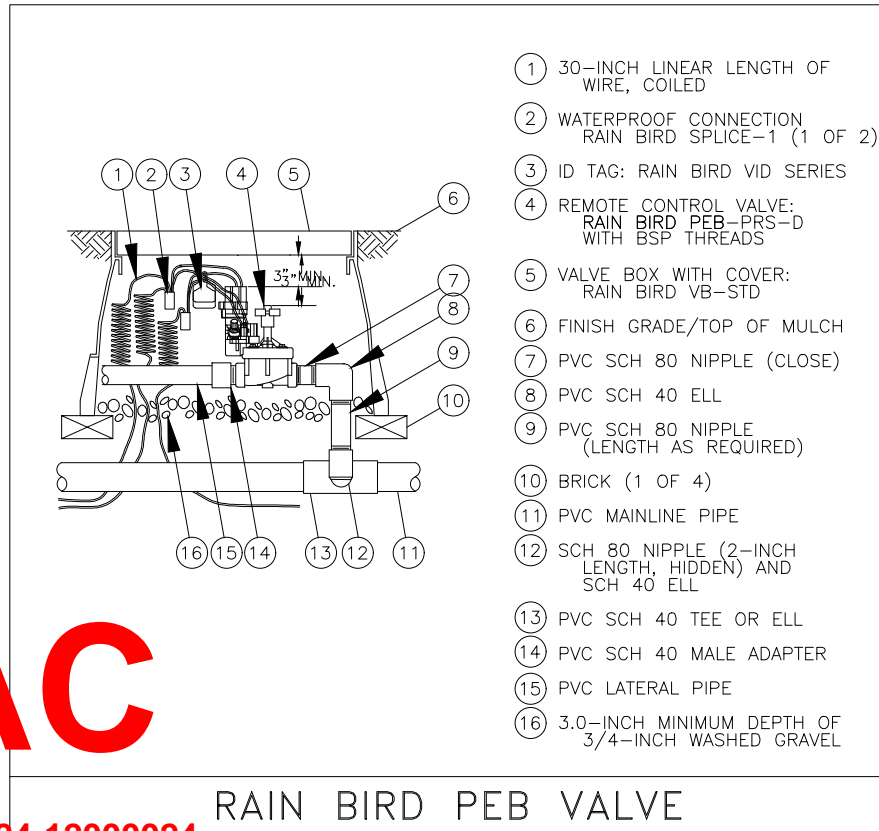 1 30-INCH LINEAR LENGTH OF
WIRE, COILED
2 WATERPROOF CONNECTION
RAIN BIRD SPLICE-1 (1 OF 2)
3 ID TAG: RAIN BIRD VID SERIES
4 REMOTE CONTROL VALVE:
RAIN BIRD PEB-PRS-D
WITH BSP THREADS
5 VALVE BOX WITH COVER:
RAIN BIRD VB-STD
6 FINISH GRADE/TOP OF MULCH
7 PVC SCH 80 NIPPLE (CLOSE)
8 PVC SCH 40 ELL
9 PVC SCH 80 NIPPLE
(LENGTH AS REQUIRED)
10 BRICK (1 OF 4)
11 PVC MAINLINE PIPE
12 SCH 80 NIPPLE (2-INCH
LENGTH, HIDDEN) AND
SCH 40 ELL
13 PVC SCH 40 TEE OR ELL
14 PVC SCH 40 MALE ADAPTER
15 PVC LATERAL PIPE
16 3.0-INCH MINIMUM DEPTH OF
3/4-INCH WASHED GRAVEL
1 2 3 4 5
6
3" MIN.
3" MIN.
7
8
9
10
16 15 14 13 12 11
AC
RAIN BIRD PEB VALVE